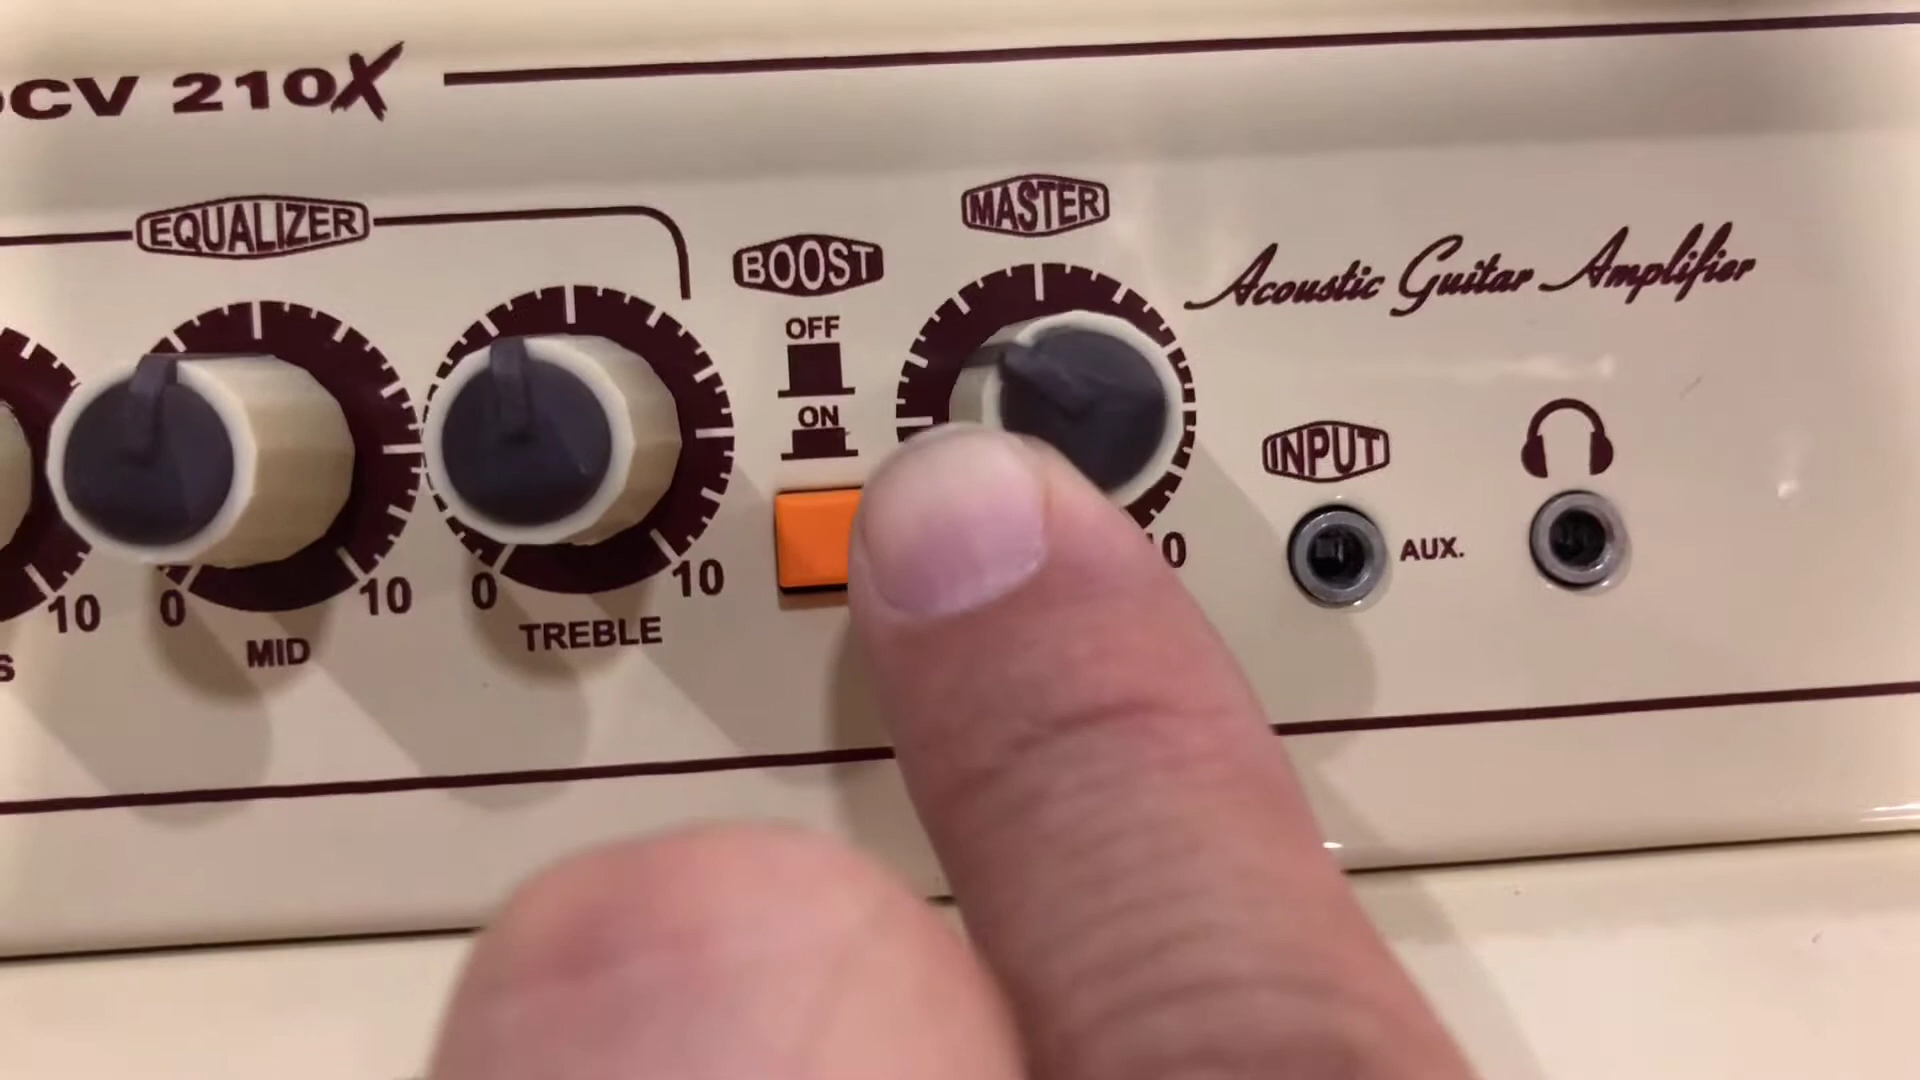 CV 210X
EQUALIZER
BOOST
MASTER
OFF
ON
Acoustic Guitar Amplifier
INPUT
AUX.
10
0
10
0
10
MID
TREBLE